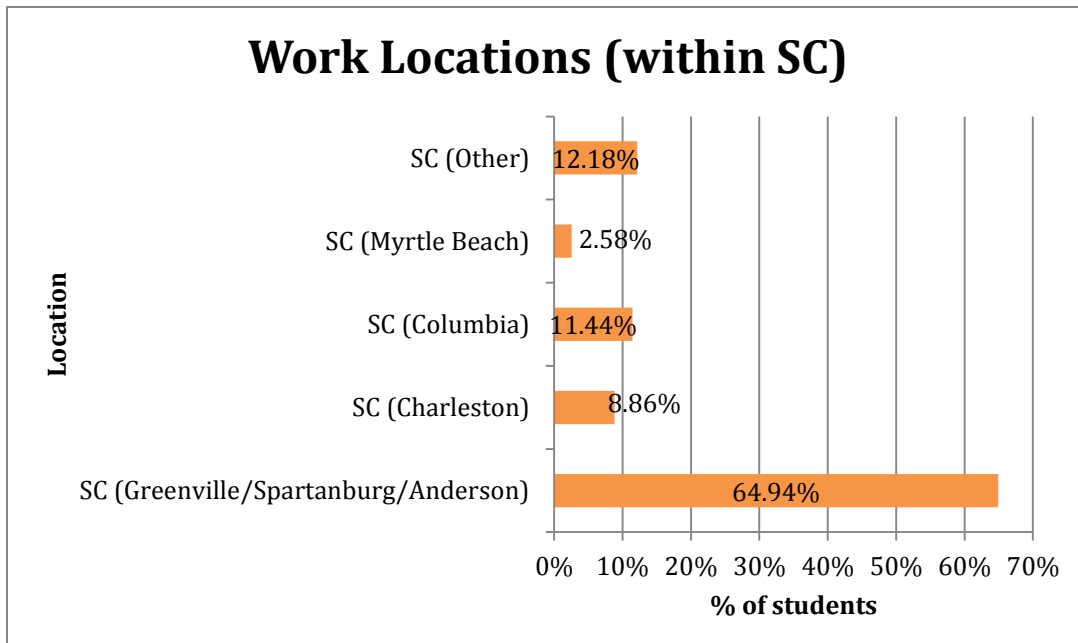 Work Locations (within SC)
Location
SC (Other)
12.18%
SC (Myrtle Beach)
2.58%
SC (Columbia)
11.44%
SC (Charleston)
8.86%
SC (Greenville/Spartanburg/Anderson)
64.94%
0% 10% 20% 30% 40% 50% 60% 70%
% of students